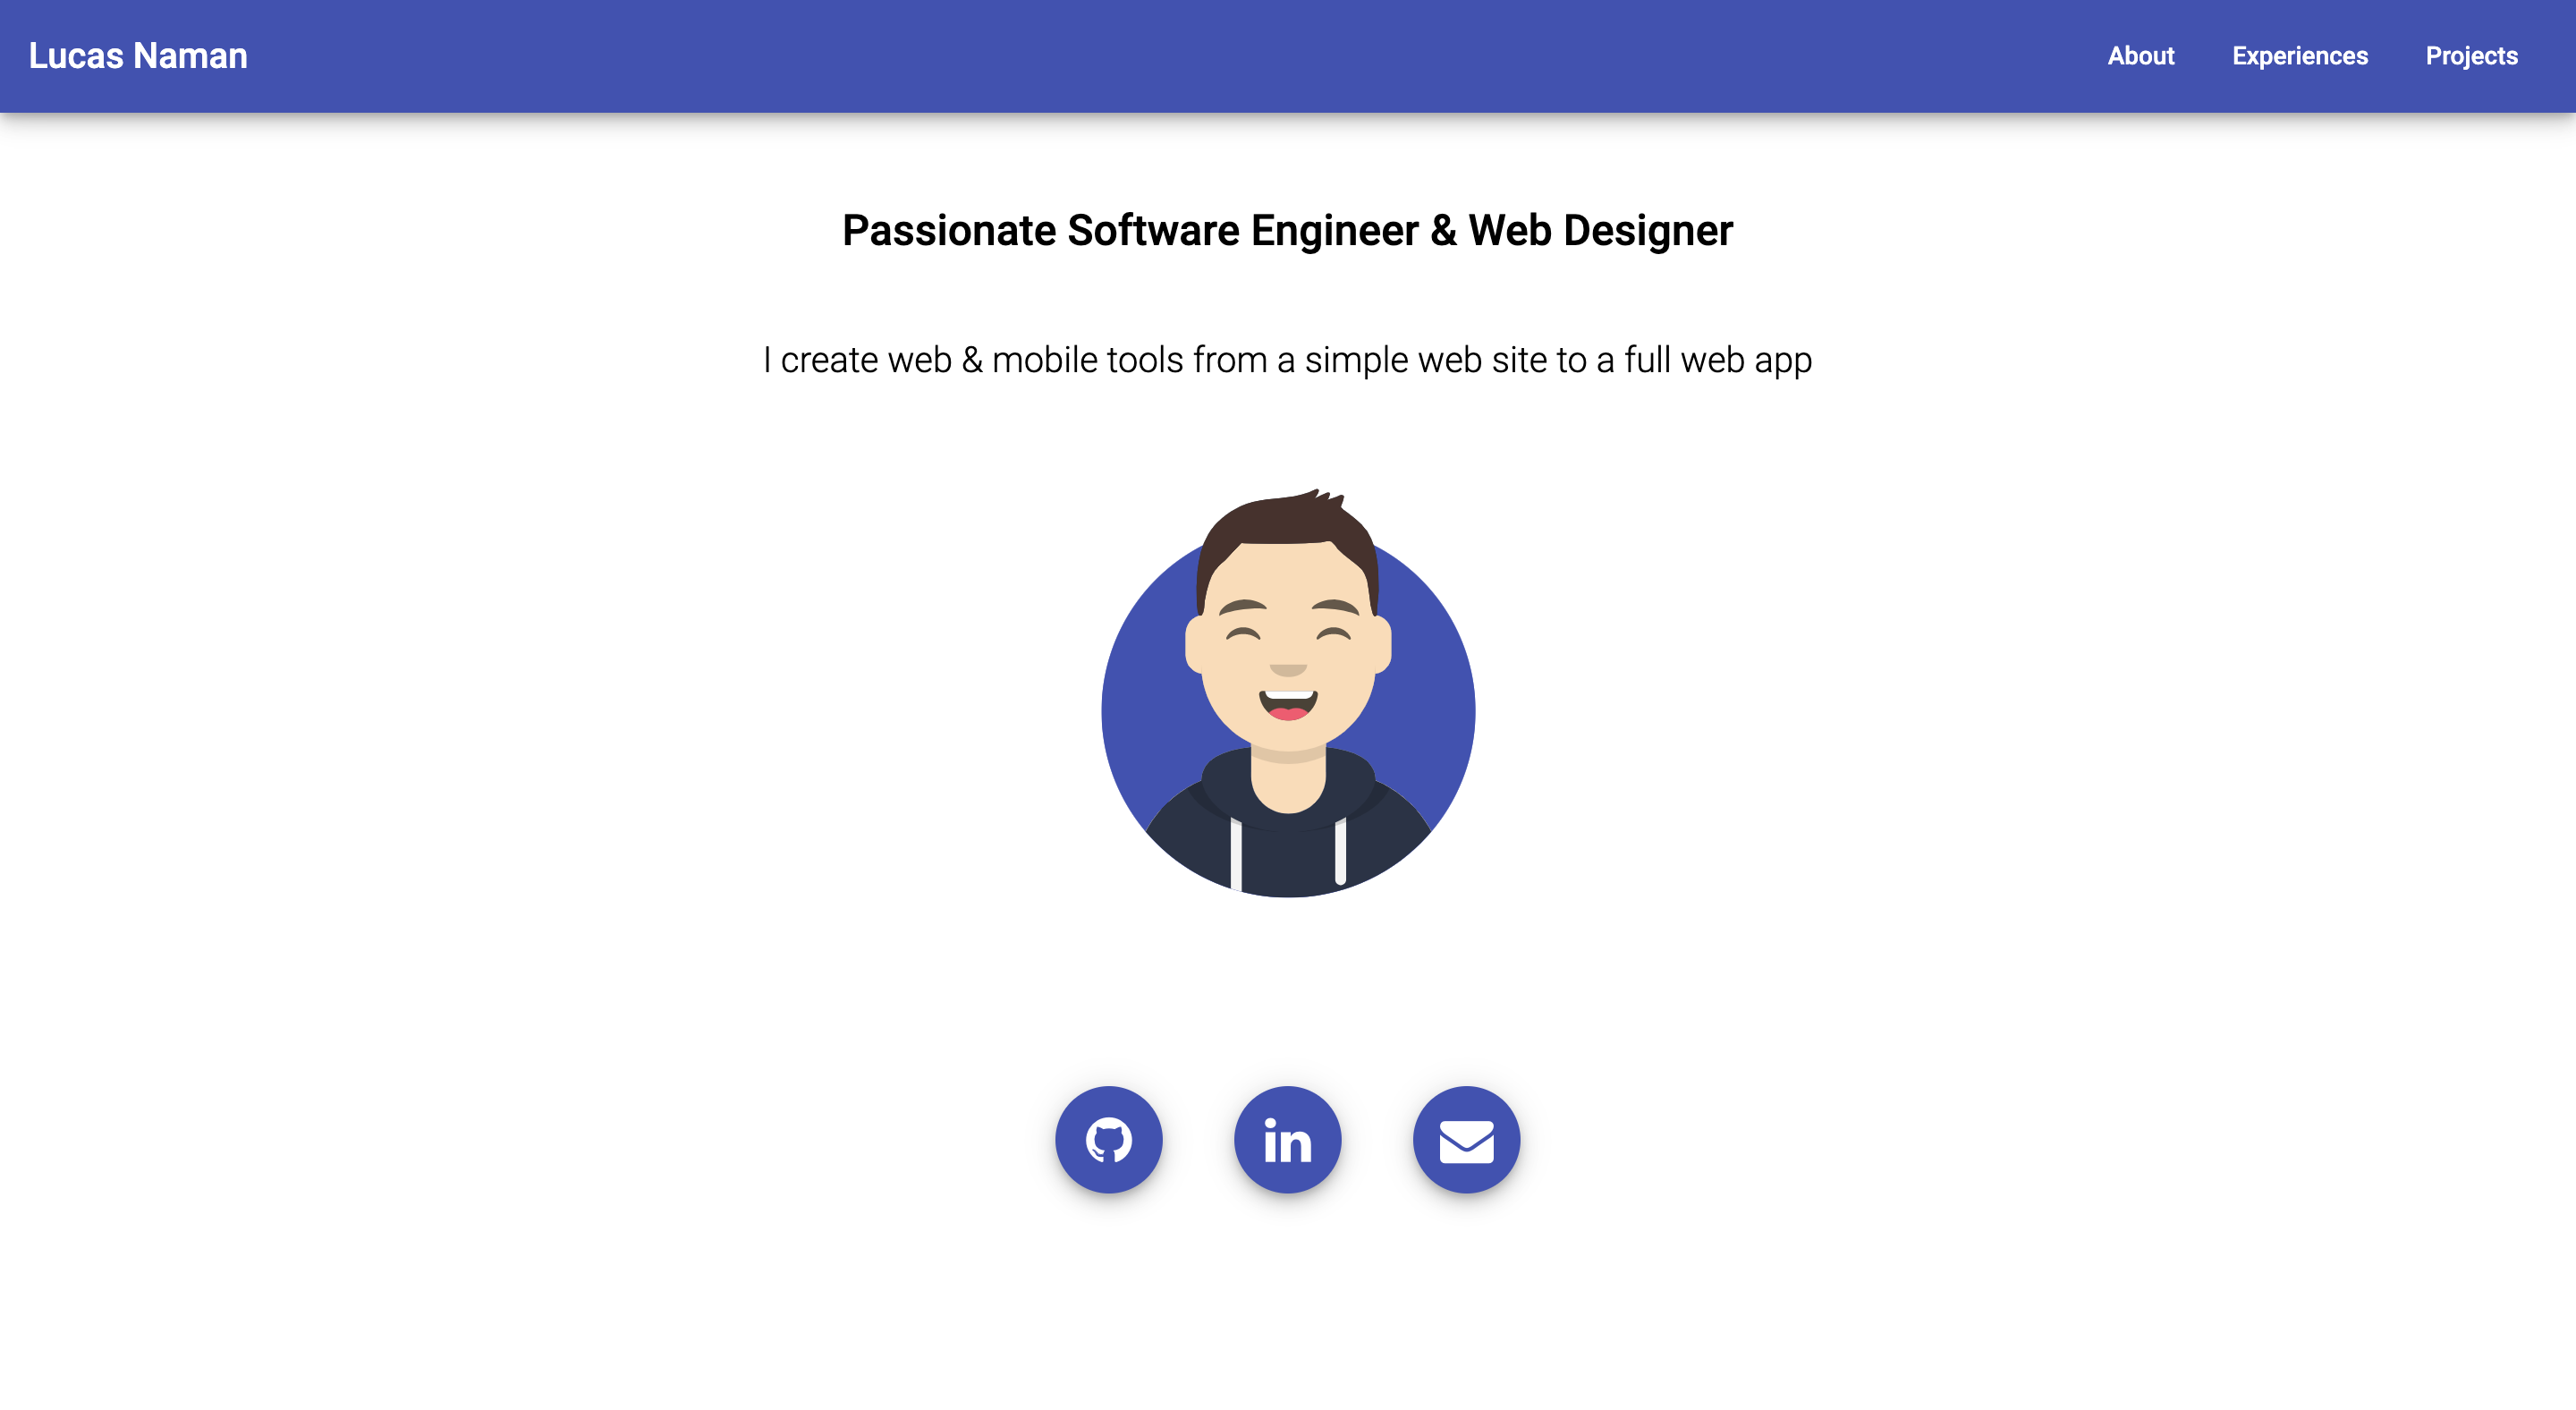 Lucas Naman
About
Experiences
Projects
Passionate Software Engineer & Web Designer
I create web & mobile tools from a simple web site to a full web app
in